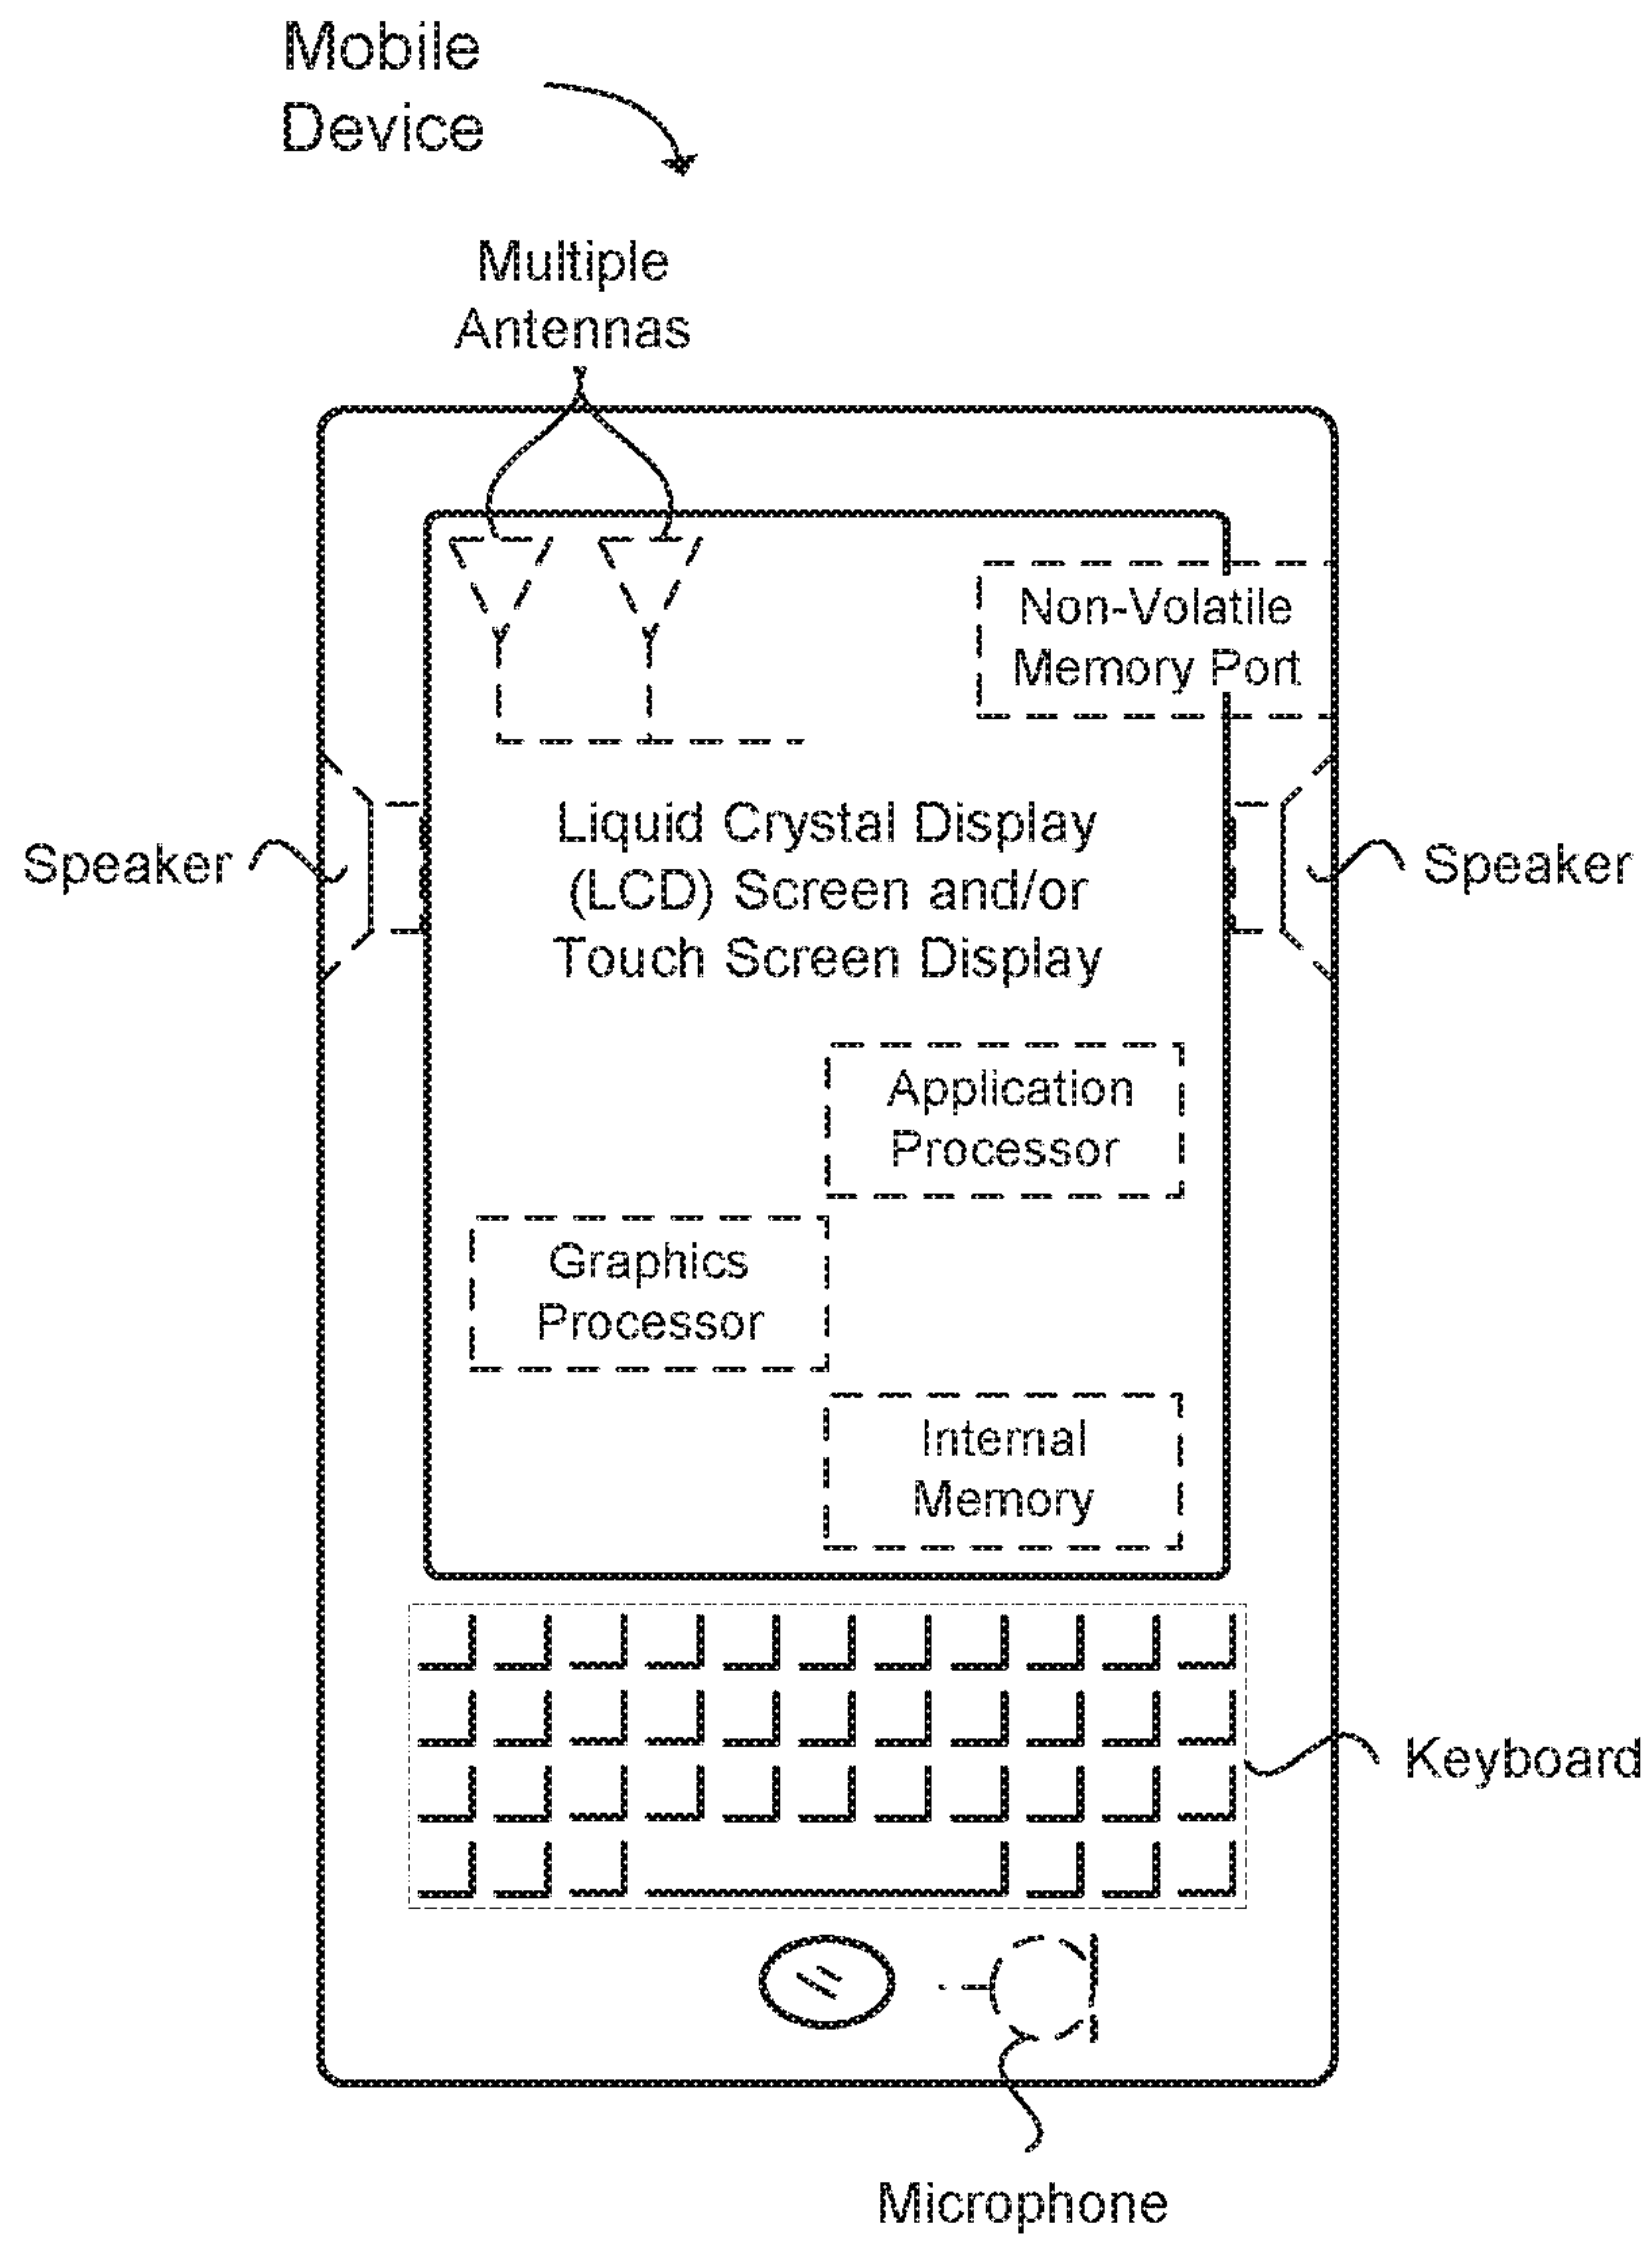 Mobile
Device
Multiple
Antennas
Non-Volatile
Memory Port
Speaker
Liquid Crystal Display
(LCD) Screen and/or
Touch Screen Display
Speaker
Application
Processor
Graphics
Processor
Internal
Memory
Keyboard
Microphone